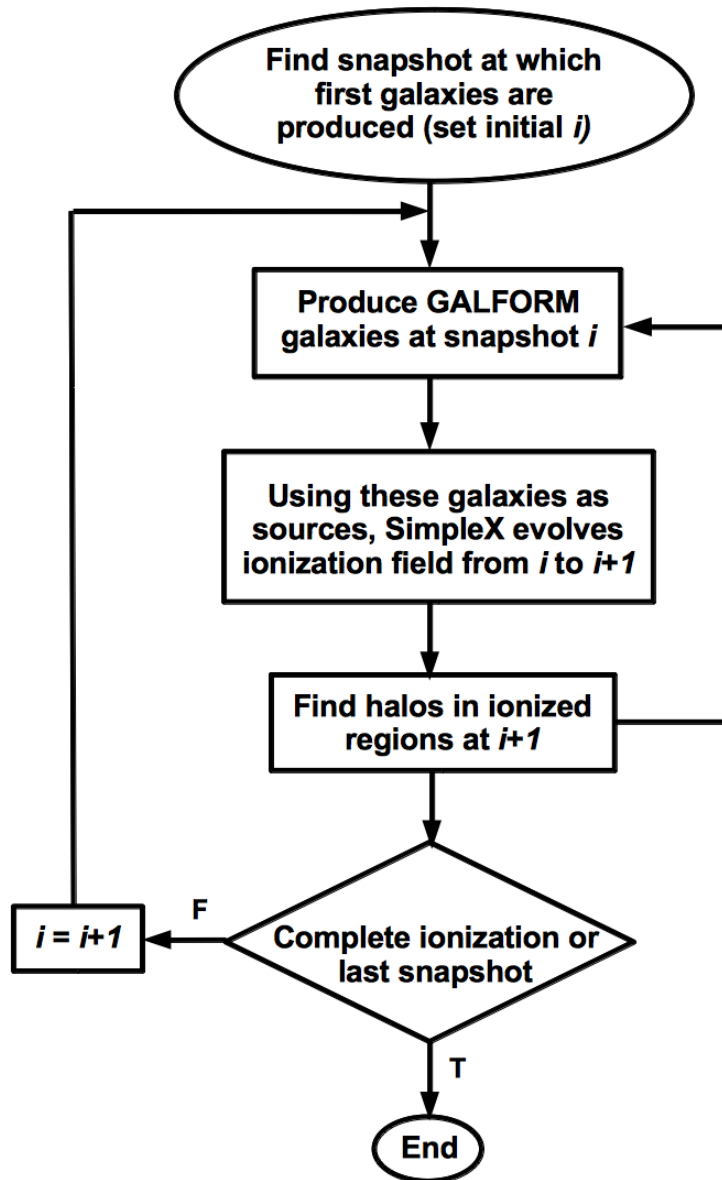 Find snapshot at which
first galaxies are
produced (set initial i)
Produce GALFORM
galaxies at snapshot i
Using these galaxies as
sources, SimpleX evolves
ionization field from i to i+1
Find halos in ionized
regions at i+1
Complete ionization or
last snapshot
F
i = i+1
T
End